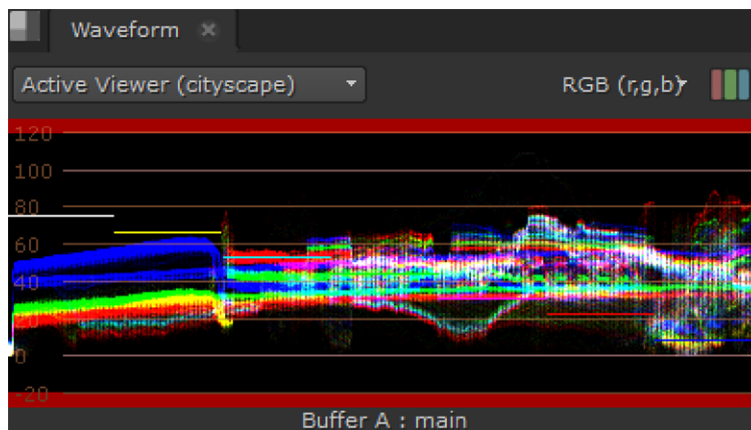 Waveform
Active Viewer (cityscape) RGB (r,g,b)
120
100
80
60
40
20
0
-20
Buffer A : main